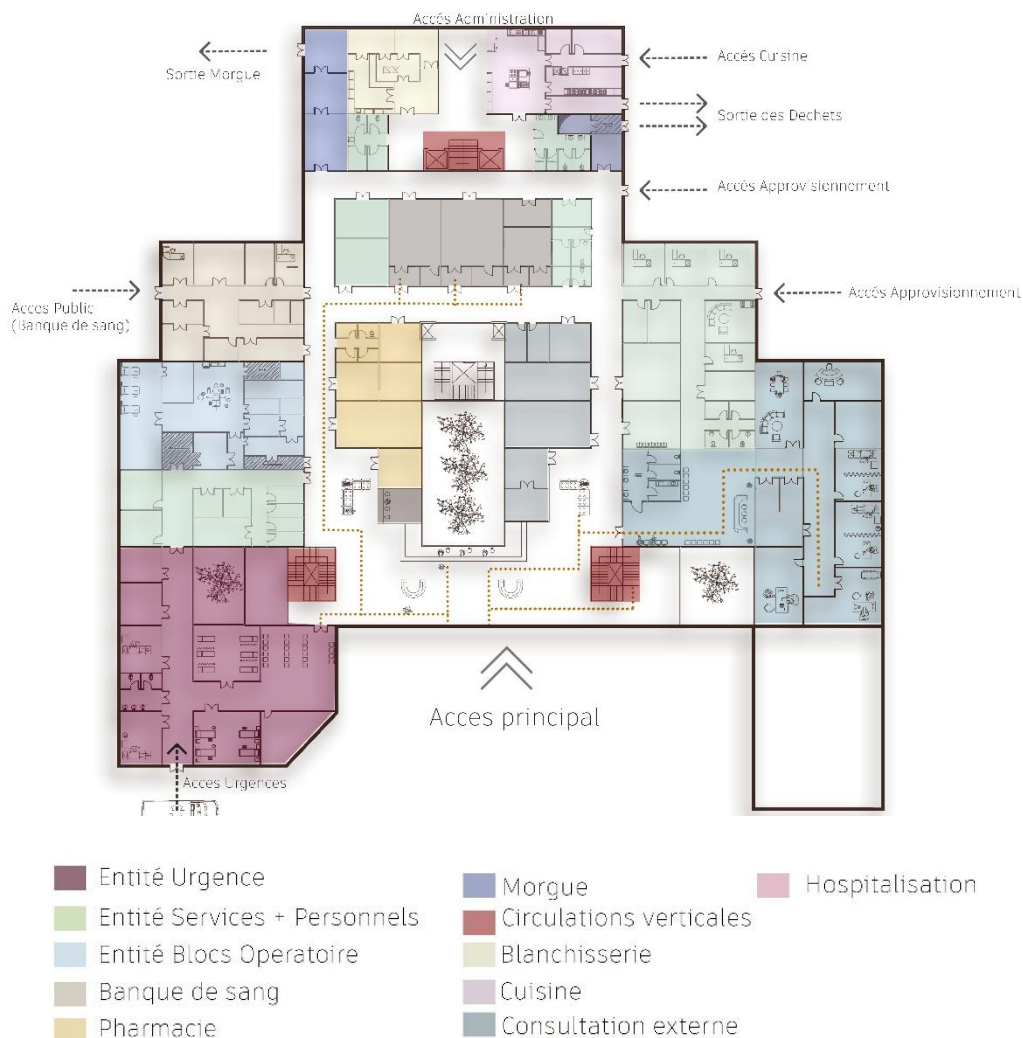 Accés Administration
Sortie Morgue
Accès Cuisine
Sortie des Dechets
Accés Approvisionnement
Acces Public
(Banque de sang)
Accés Approvisionnement
Acces principal
Acces Urgences
Entité Urgence
Entité Services + Personnels
Entité Blocs Operatoire
Banque de sang
Pharmacie
Morgue
Circulations verticales
Blanchisserie
Cuisine
Consultation externe
Hospitalisation